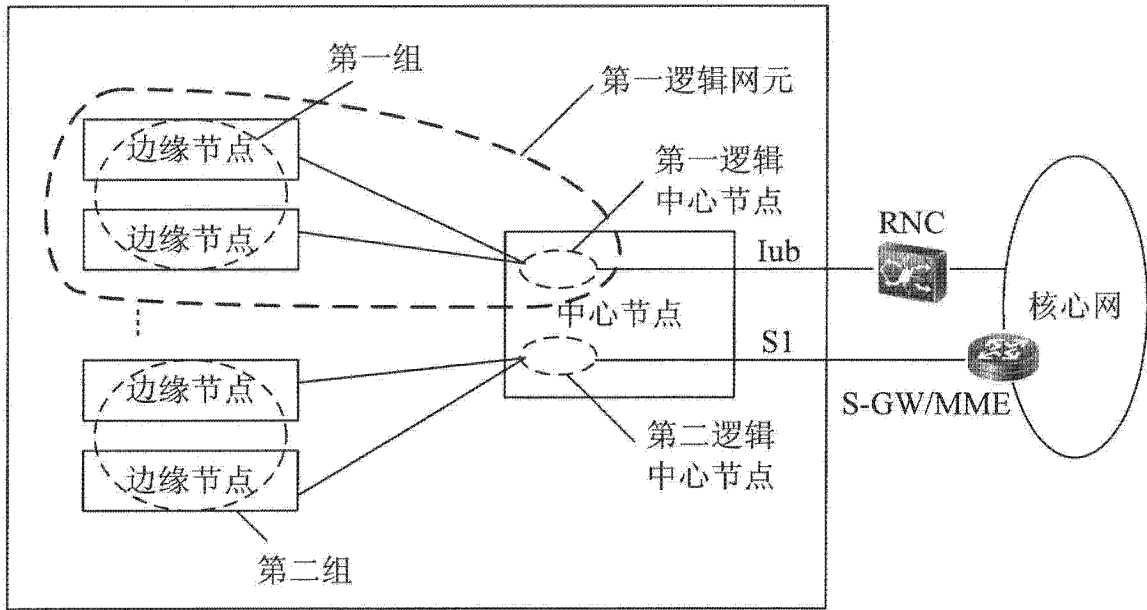 第一组
第一逻辑网元
边缘节点
第一逻辑
中心节点
边缘节点
RNC
Iub
中心节点
核心网
S1
边缘节点
S-GW/MME
第二逻辑
中心节点
边缘节点
第二组